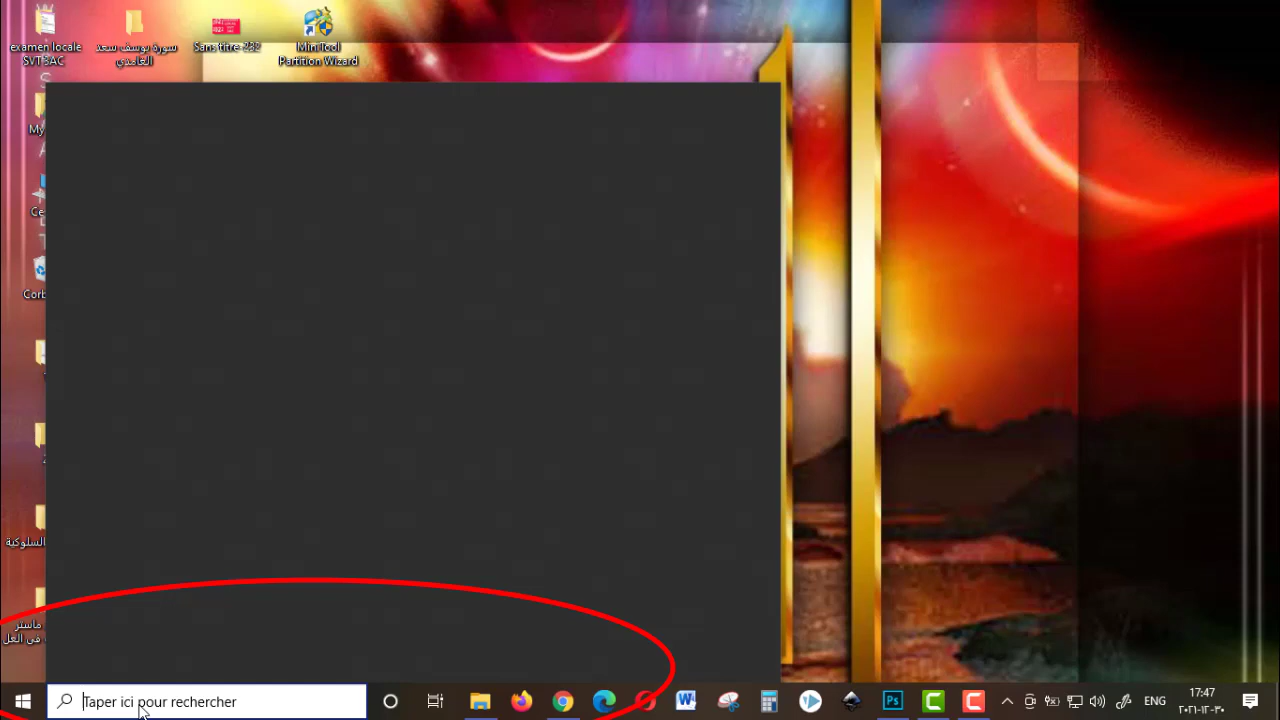 examen locale
SVT BAC
سورة يوسف سعد
الغامدي
Sans titre-232
MiniTool
Partition Wizard
My
Ce
Corb
السلوكية
ماستر
Taper ici pour rechercher
ENG
17:47
٢٠٢١-١٢-٣٠